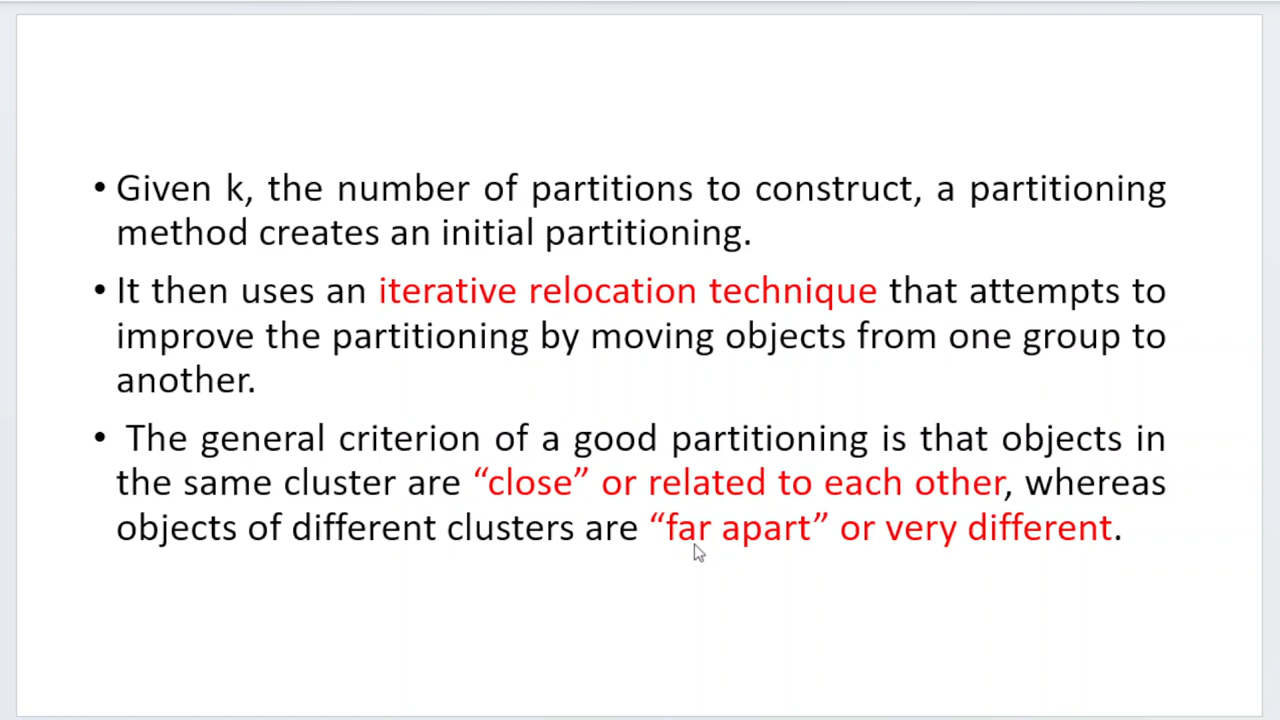 • Given k, the number of partitions to construct, a partitioning
method creates an initial partitioning.
• It then uses an iterative relocation technique that attempts to
improve the partitioning by moving objects from one group to
another.
• The general criterion of a good partitioning is that objects in
the same cluster are “close” or related to each other, whereas
objects of different clusters are “far apart” or very different.